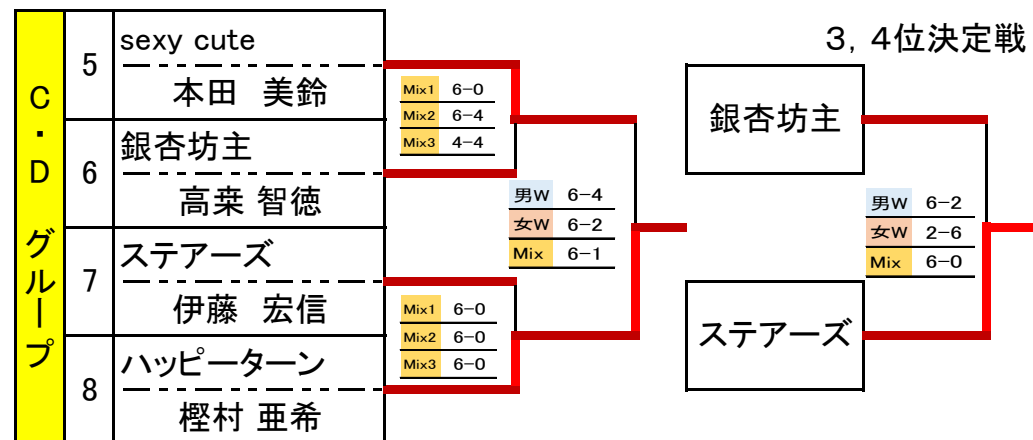 C・D グループ
5
sexy cute
本田 美鈴
6
銀杏坊主
高桒 智徳
7
ステアーズ
伊藤 宏信
8
ハッピーターン
樫村 亜希
Mix1 6-0
Mix2 6-4
Mix3 4-4
Mix1 6-0
Mix2 6-0
Mix3 6-0
男W 6-4
女W 6-2
Mix 6-1
3,4位決定戦
銀杏坊主
ステアーズ
男W 6-2
女W 2-6
Mix 6-0